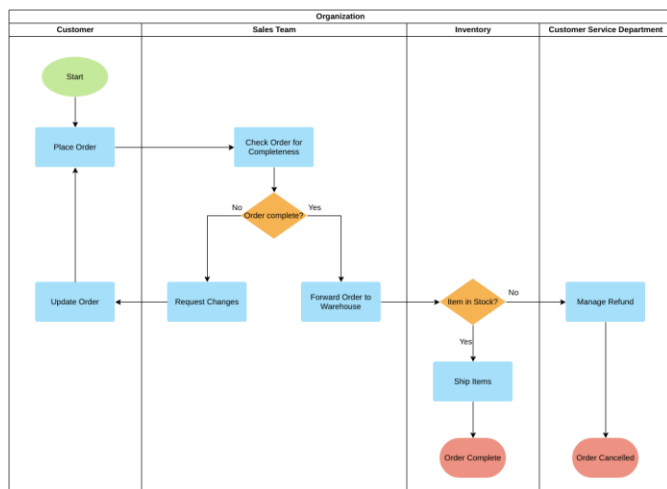 Organization
Customer
Sales Team
Inventory
Customer Service Department
Start
Place Order
Check Order for
Completeness
Order complete?
No
Yes
Update Order
Request Changes
Forward Order to
Warehouse
Item in Stock?
No
Manage Refund
Yes
Ship Items
Order Complete
Order Cancelled